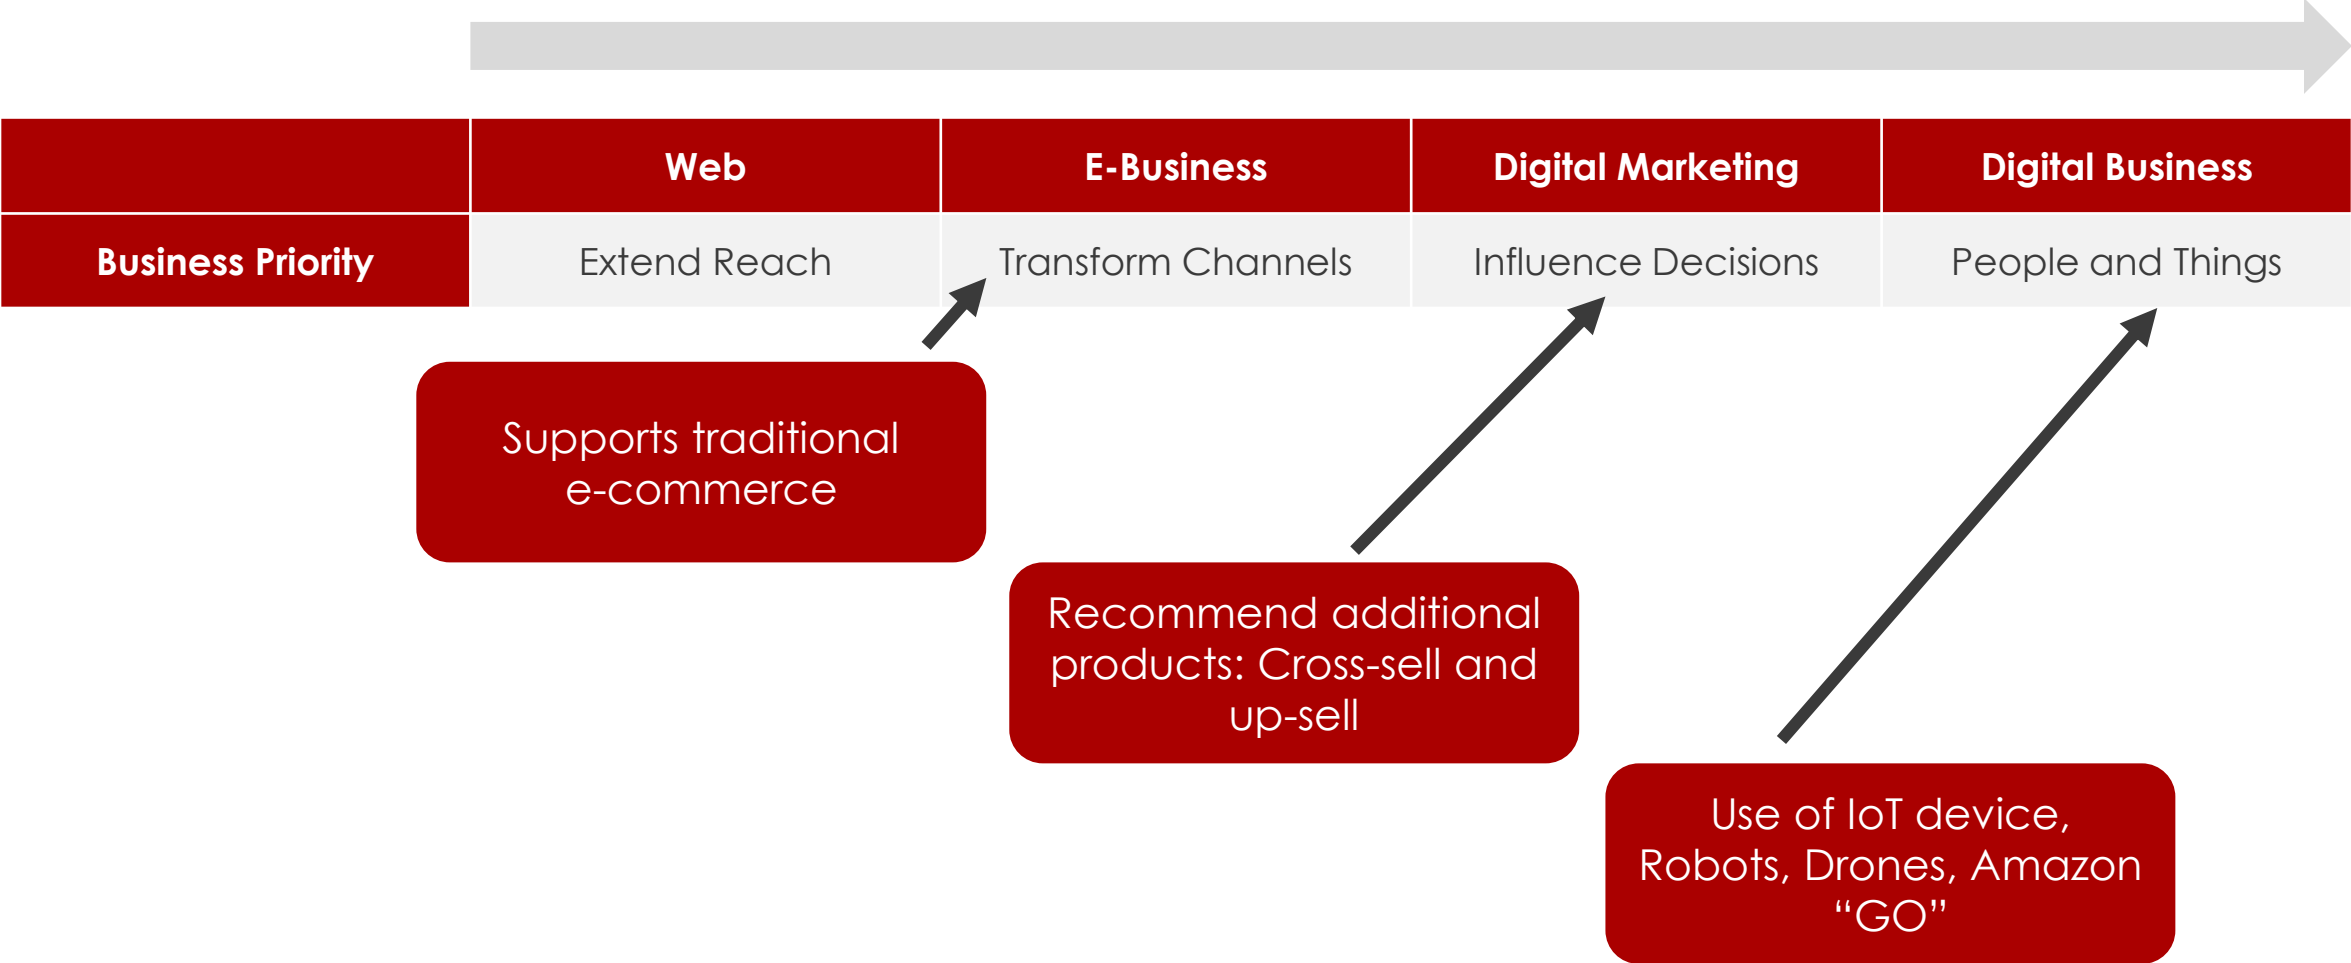 Web
E-Business
Digital Marketing
Digital Business
Business Priority
Extend Reach
Transform Channels
Influence Decisions
People and Things
Supports traditional
e-commerce
Recommend additional
products: Cross-sell and
up-sell
Use of IoT device,
Robots, Drones, Amazon
“GO”